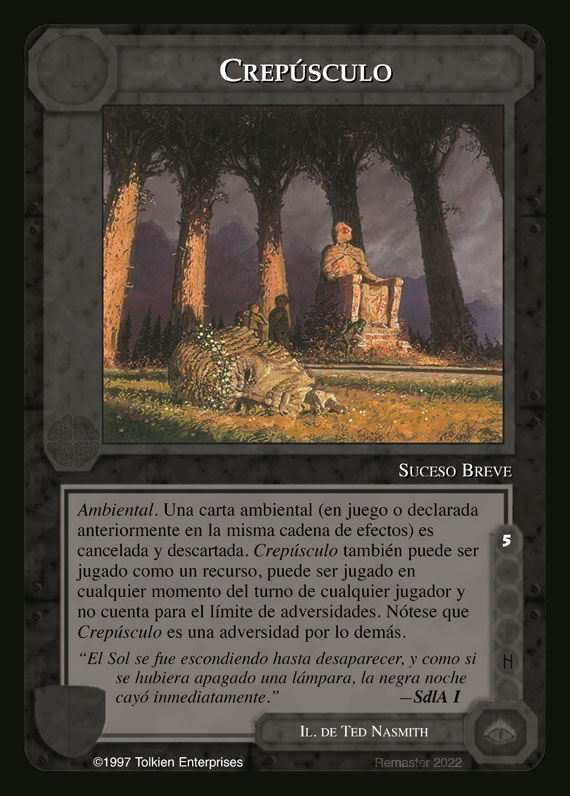 Crepúsculo
Suceso Breve
Ambiental. Una carta ambiental (en juego o declarada
anteriormente en la misma cadena de efectos) es
cancelada y descartada. Crepúsculo también puede ser
jugado como un recurso, puede ser jugado en
cualquier momento del turno de cualquier jugador y
no cuenta para el límite de adversidades. Nótese que
Crepúsculo es una adversidad por lo demás.
5
“El Sol se fue escondiendo hasta desaparecer, y como si
se hubiera apagado una lámpara, la negra noche
cayó inmediatamente.” —SdlA I
H
Il. de Ted Nasmith
©1997 Tolkien Enterprises
Remaster 2022